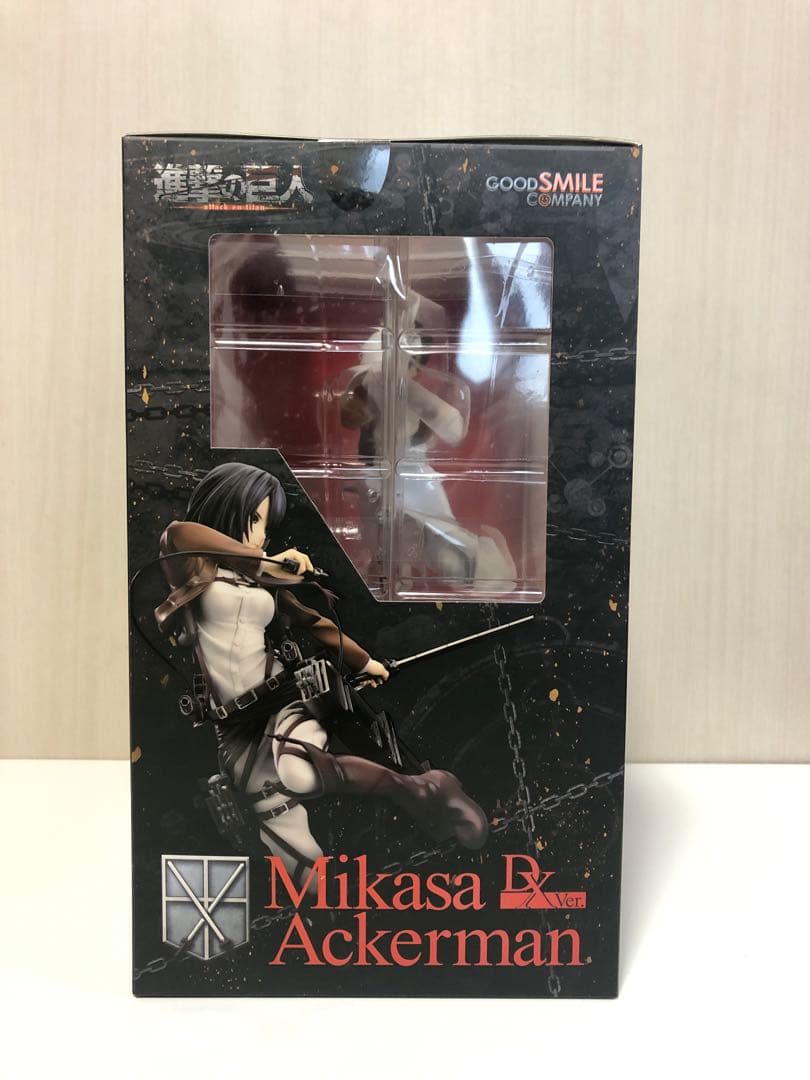 進撃の巨人
attack on titan
GOOD SMILE
COMPANY
Mikasa DX Ver.
Ackerman